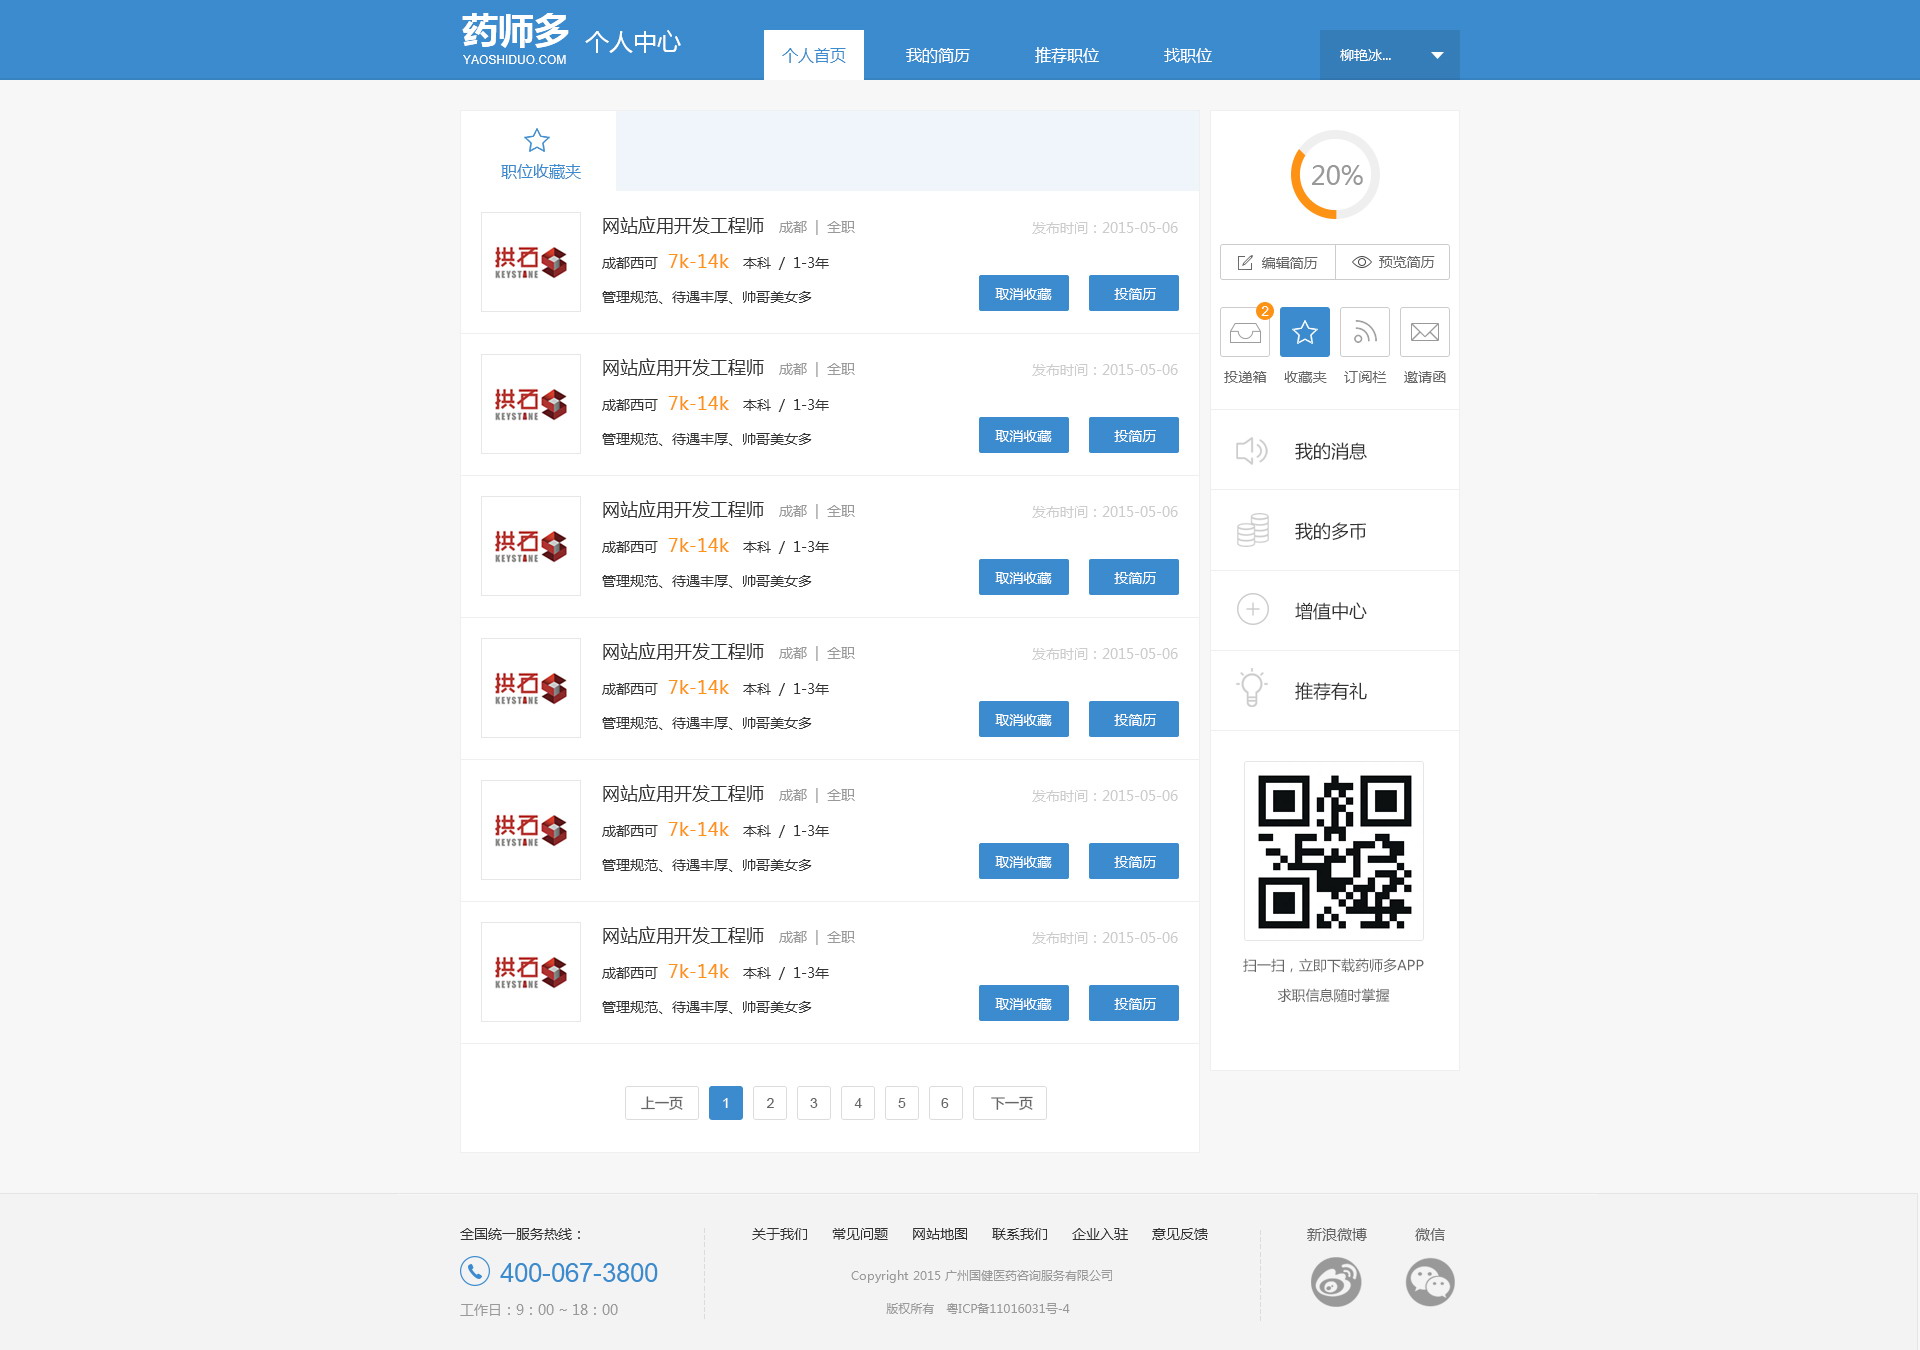 药师多
YAOSHIDUO.COM
个人中心
个人首页 我的简历 推荐职位 找职位
柳艳冰...
职位收藏夹
拱石
KEYSTONE
网站应用开发工程师 成都 | 全职 发布时间：2015-05-06
成都西可 7k-14k 本科 / 1-3年
管理规范、待遇丰厚、帅哥美女多 取消收藏 投简历
拱石
KEYSTONE
网站应用开发工程师 成都 | 全职 发布时间：2015-05-06
成都西可 7k-14k 本科 / 1-3年
管理规范、待遇丰厚、帅哥美女多 取消收藏 投简历
拱石
KEYSTONE
网站应用开发工程师 成都 | 全职 发布时间：2015-05-06
成都西可 7k-14k 本科 / 1-3年
管理规范、待遇丰厚、帅哥美女多 取消收藏 投简历
拱石
KEYSTONE
网站应用开发工程师 成都 | 全职 发布时间：2015-05-06
成都西可 7k-14k 本科 / 1-3年
管理规范、待遇丰厚、帅哥美女多 取消收藏 投简历
拱石
KEYSTONE
网站应用开发工程师 成都 | 全职 发布时间：2015-05-06
成都西可 7k-14k 本科 / 1-3年
管理规范、待遇丰厚、帅哥美女多 取消收藏 投简历
拱石
KEYSTONE
网站应用开发工程师 成都 | 全职 发布时间：2015-05-06
成都西可 7k-14k 本科 / 1-3年
管理规范、待遇丰厚、帅哥美女多 取消收藏 投简历
上一页 1 2 3 4 5 6 下一页
20%
编辑简历 预览简历
2
投递箱 收藏夹 订阅栏 邀请函
我的消息
我的多币
增值中心
推荐有礼
扫一扫，立即下载药师多APP
求职信息随时掌握
全国统一服务热线：
400-067-3800
工作日：9：00 ~ 18：00
关于我们 常见问题 网站地图 联系我们 企业入驻 意见反馈
Copyright 2015 广州国健医药咨询服务有限公司
版权所有 粤ICP备11016031号-4
新浪微博 微信